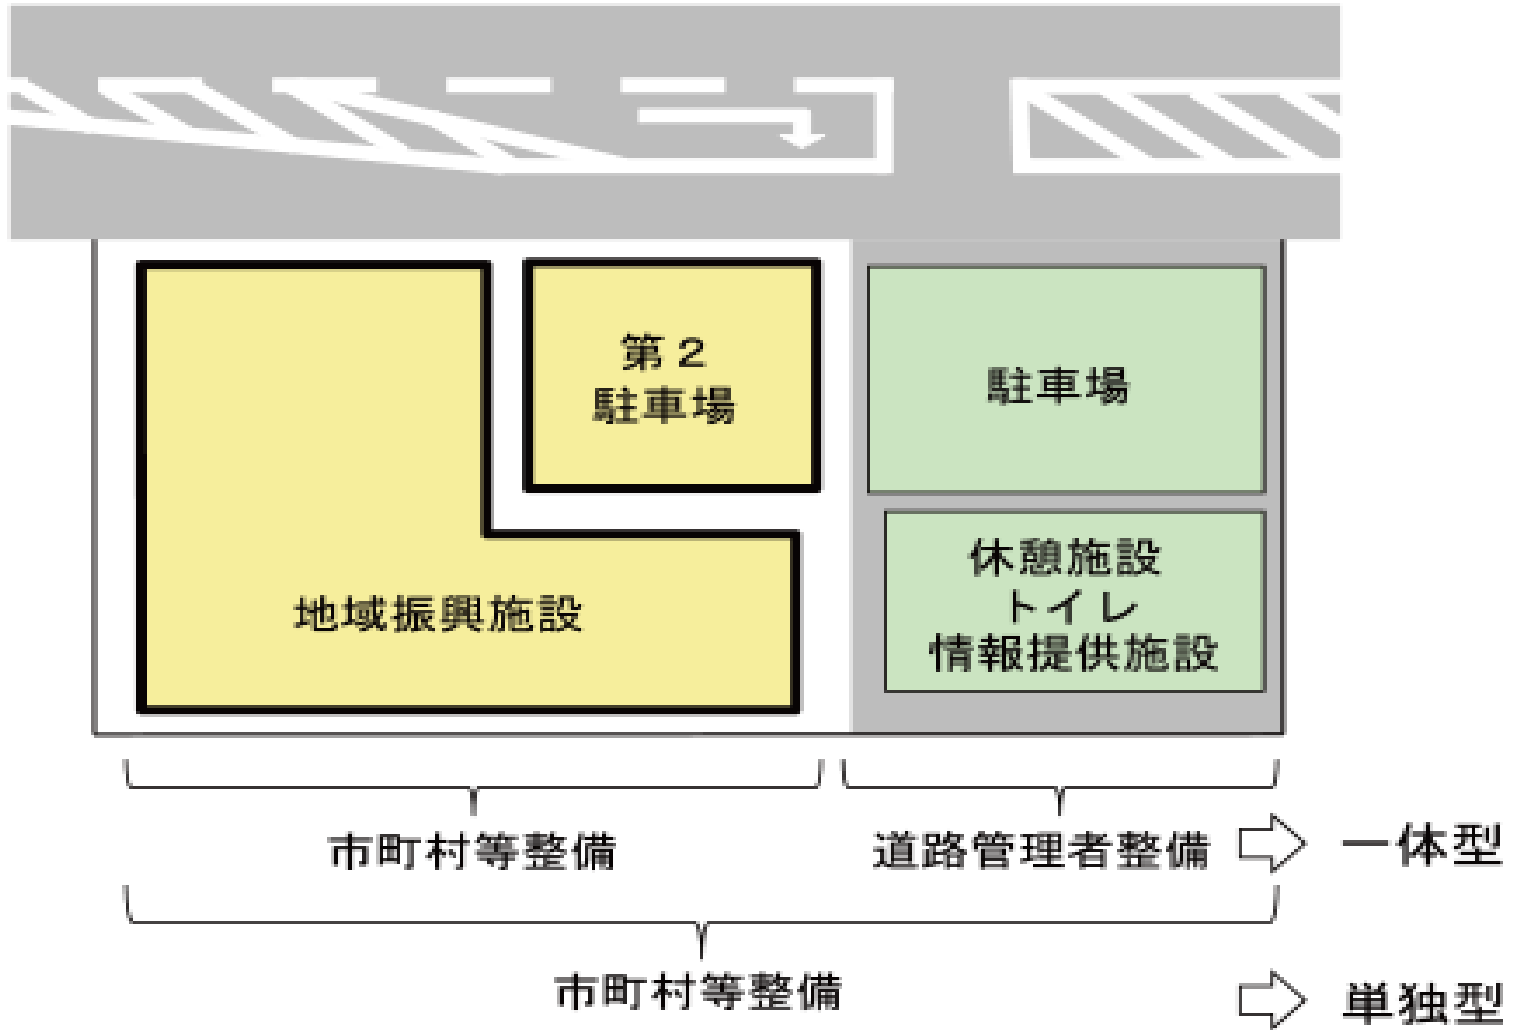 第２
駐車場
駐車場
地域振興施設
休憩施設
トイレ
情報提供施設
市町村等整備
道路管理者整備
一体型
市町村等整備
単独型